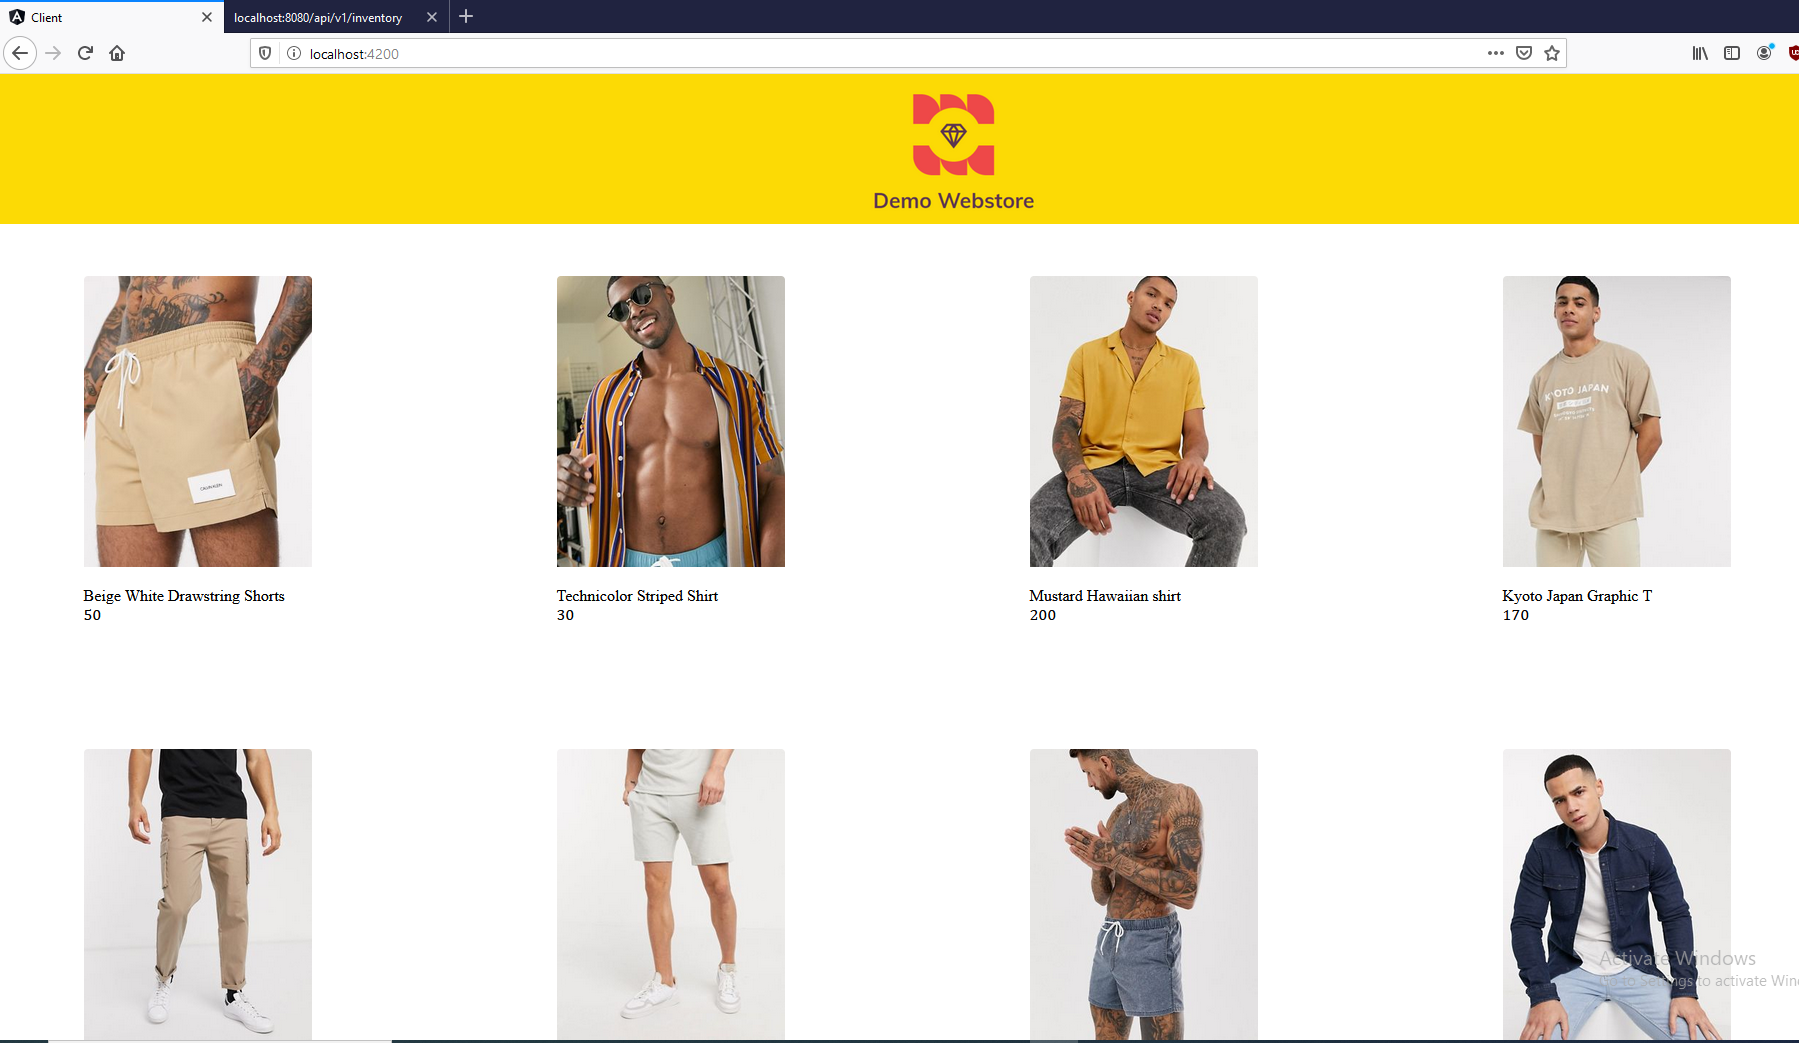 Client
localhost:8080/api/v1/inventory
localhost:4200
Demo Webstore
CALVIN KLEIN
KYOTO JAPAN
Beige White Drawstring Shorts
50
Technicolor Striped Shirt
30
Mustard Hawaiian shirt
200
Kyoto Japan Graphic T
170
Activate Windows
Go to Settings to activate Win